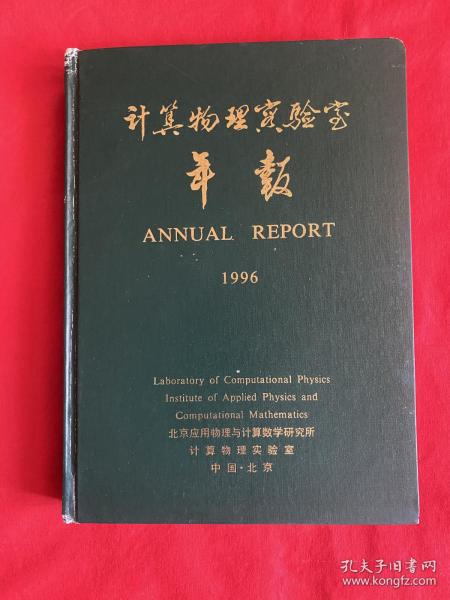 计算物理实验室
年报
ANNUAL REPORT
1996
Laboratory of Computational Physics
Institute of Applied Physics and
Computational Mathematics
北京应用物理与计算数学研究所
计算物理实验室
中国·北京
孔夫子旧书网
www.kongfz.com